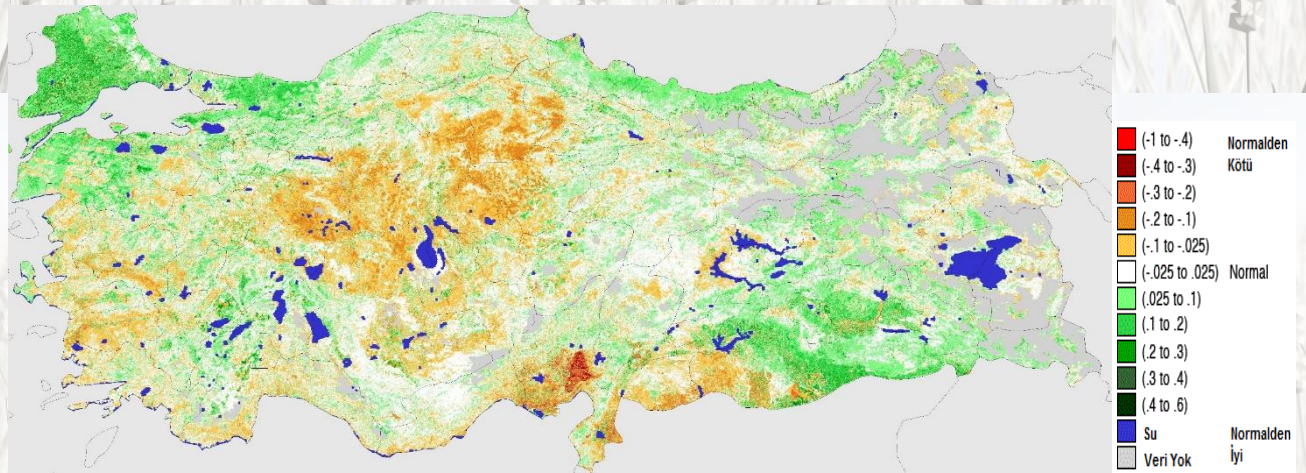 (-1 to -.4) Normalden
(-.4 to -.3) Kötü
(-.3 to -.2)
(-.2 to -.1)
(-.1 to -.025)
(-.025 to .025) Normal
(.025 to .1)
(.1 to .2)
(.2 to .3)
(.3 to .4)
(.4 to .6)
Su Normalden
Veri Yok İyi